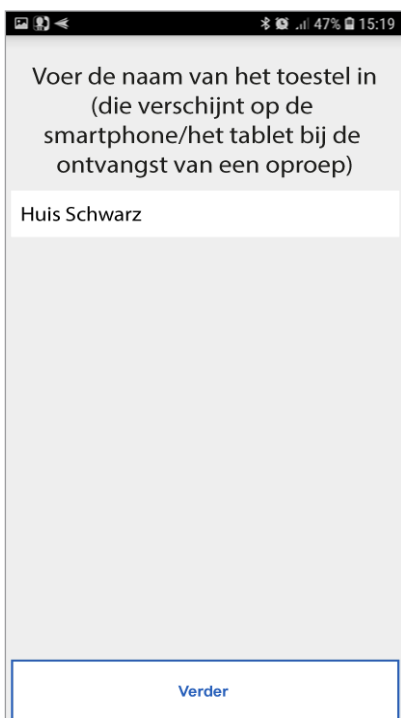 47% 15:19
Voer de naam van het toestel in
(die verschijnt op de
smartphone/het tablet bij de
ontvangst van een oproep)
Huis Schwarz
Verder